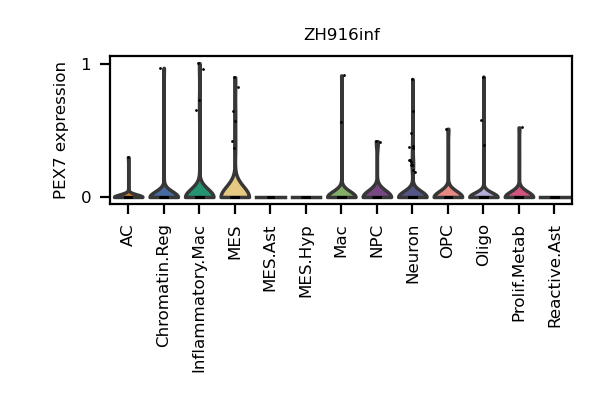 ZH916inf
PEX7 expression
1
0
AC
Chromatin.Reg
Inflammatory.Mac
MES
MES.Ast
MES.Hyp
Mac
NPC
Neuron
OPC
Oligo
Prolif.Metab
Reactive.Ast